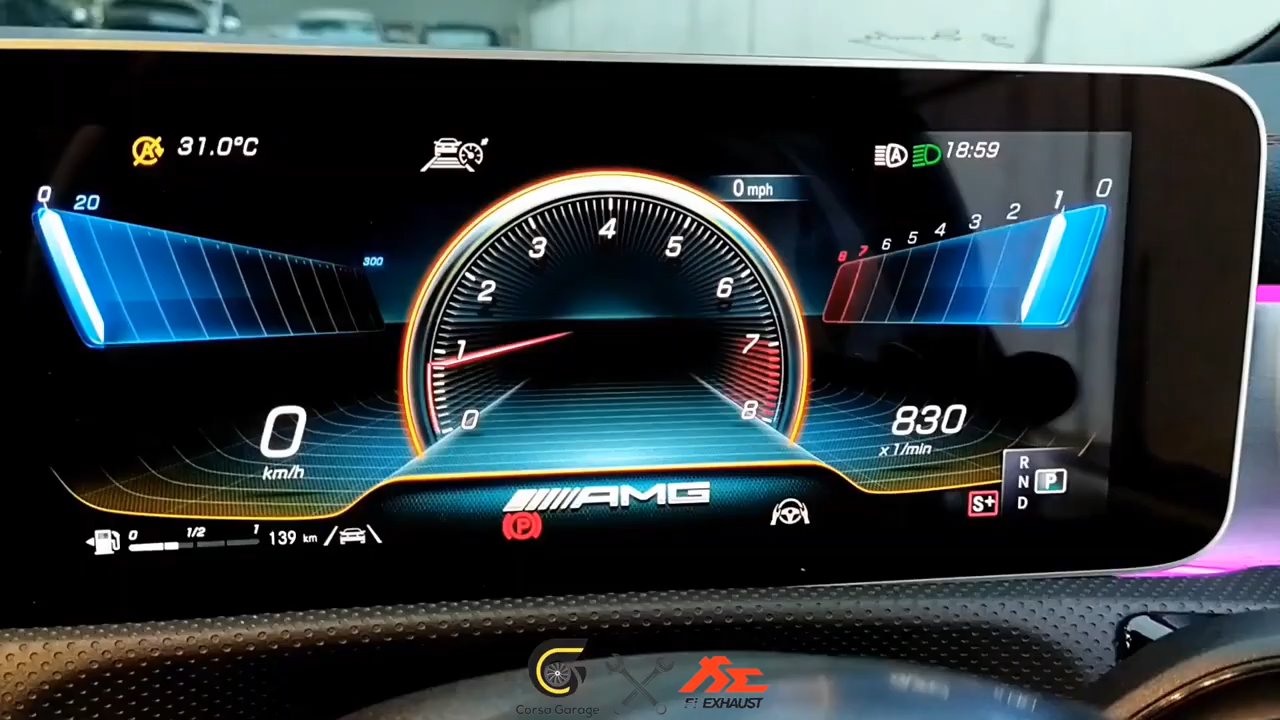 31.0°C
18:59
0 mph
0 20 300
0 1 2 3 4 5 6 7 8
8 7 6 5 4 3 2 1 0
0
km/h
830
x 1/min
AMG
P
S+
R
N P
D
0 1/2 1
139 km
Corsa Garage
Fi EXHAUST